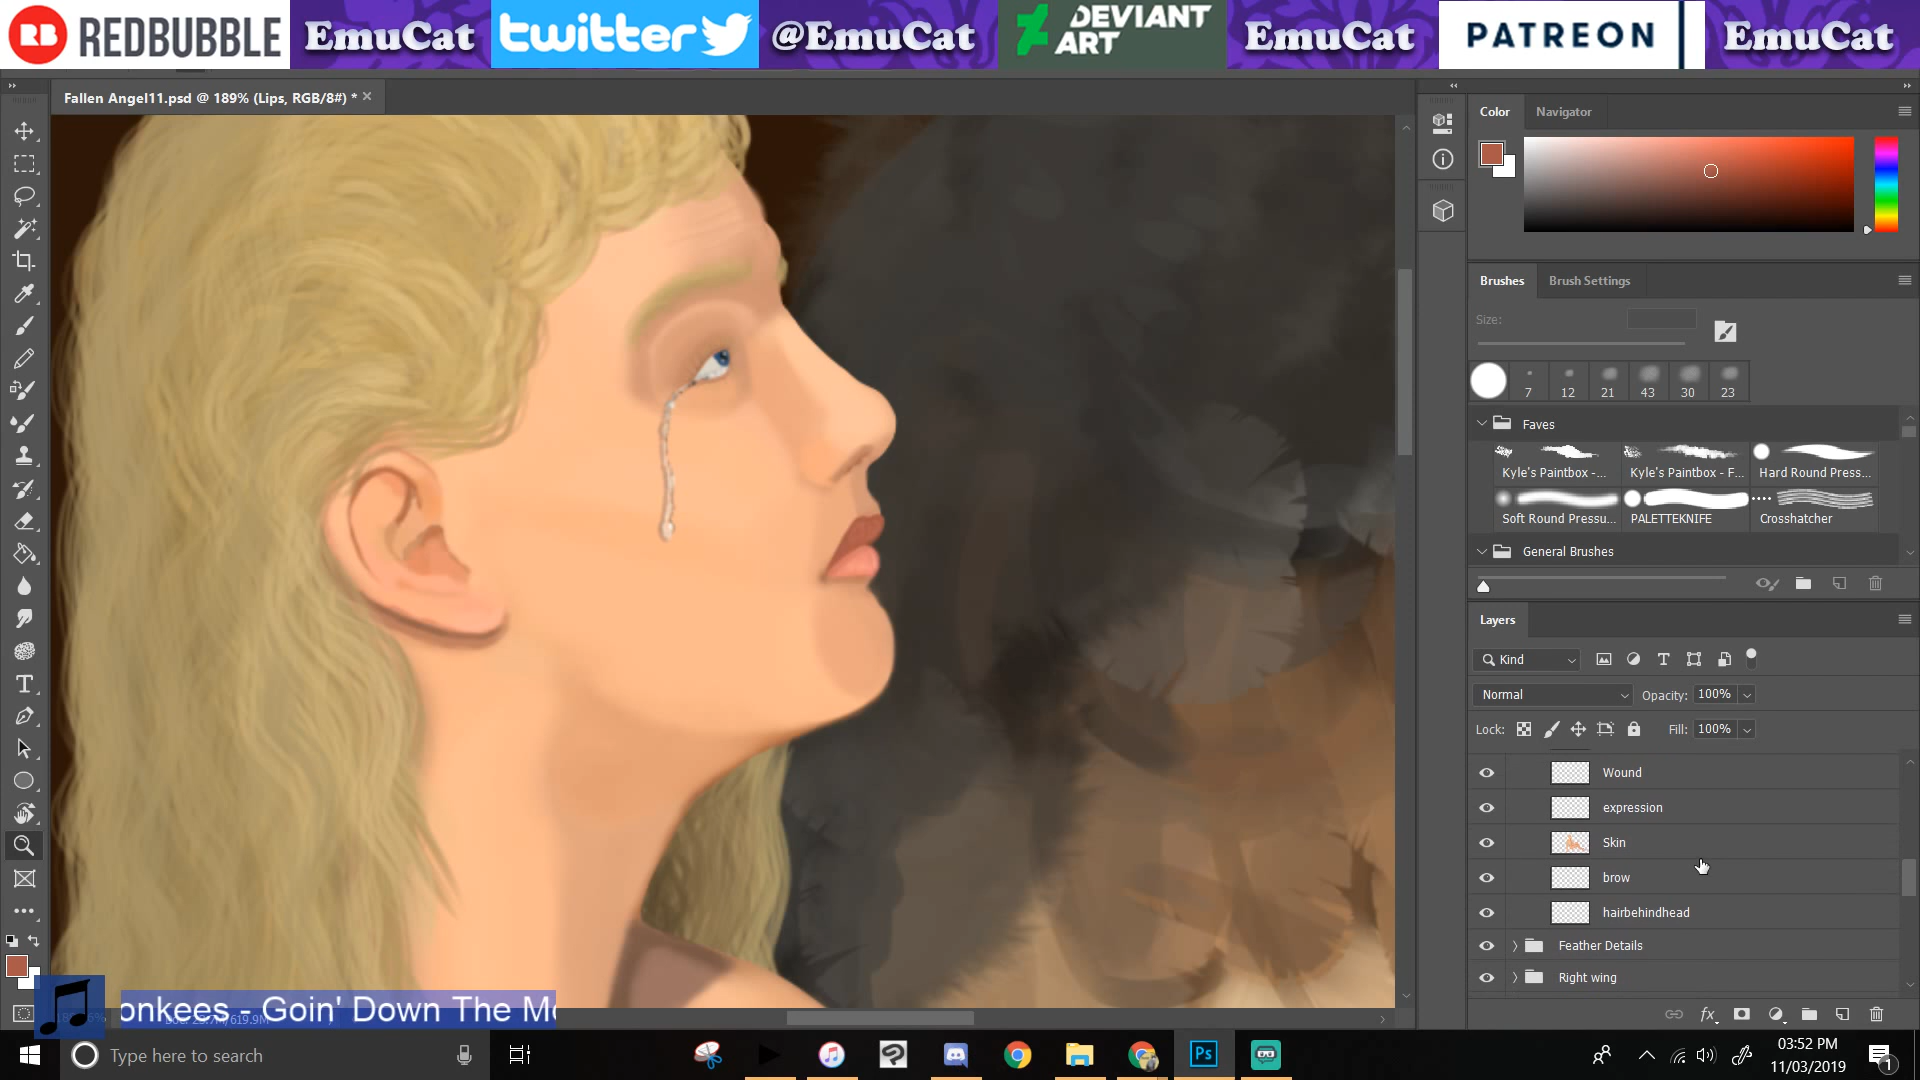 REDBUBBLE EmuCat twitter @EmuCat DEVIANT ART EmuCat PATREON EmuCat
Fallen Angel11.psd @ 189% (Lips, RGB/8#) *
Color Navigator
Brushes Brush Settings
Size:
7 12 21 43 30 23
Faves
Kyle's Paintbox -... Kyle's Paintbox - F... Hard Round Press...
Soft Round Pressu... PALETTEKNIFE Crosshatcher
General Brushes
Layers
Kind
Normal Opacity: 100%
Lock: Fill: 100%
Wound
expression
Skin
brow
hairbehindhead
Feather Details
Right wing
onkees - Goin' Down The Mo
Type here to search
Ps
03:52 PM
11/03/2019
1